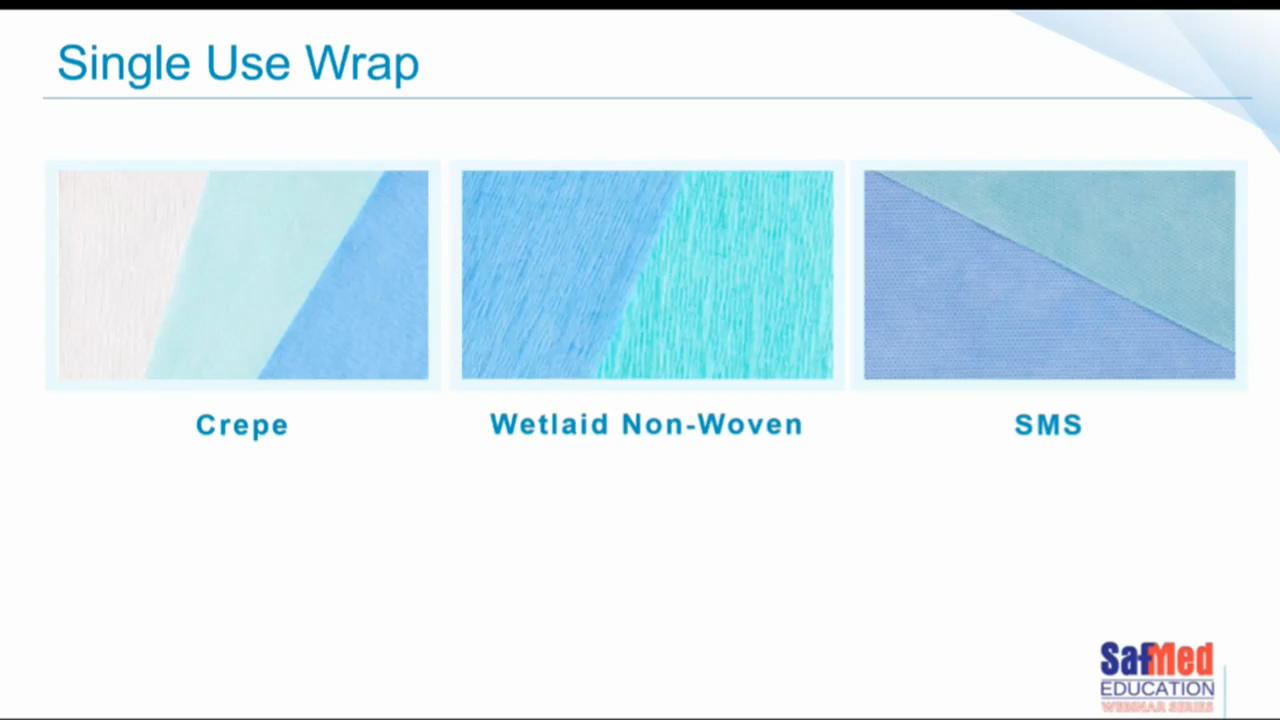 Single Use Wrap
Crepe
Wetlaid Non-Woven
SMS
SafMed
EDUCATION
WEBINAR SERIES